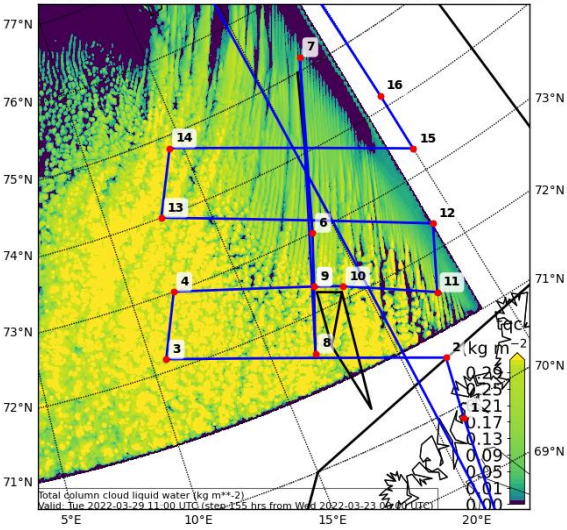 77°N
76°N
75°N
74°N
73°N
72°N
71°N
7
16
14
15
13
12
6
4
9
10
11
3
8
2
73°N
72°N
71°N
70°N
69°N
tqc
(kg m⁻²)
0.29
0.25
0.21
0.17
0.13
0.09
0.05
0.01
0.00
Total column cloud liquid water (kg m**-2)
Valid: Tue 2022-03-29 11:00 UTC (step 155 hrs from Wed 2022-03-23 00:00 UTC)
5°E
10°E
15°E
20°E